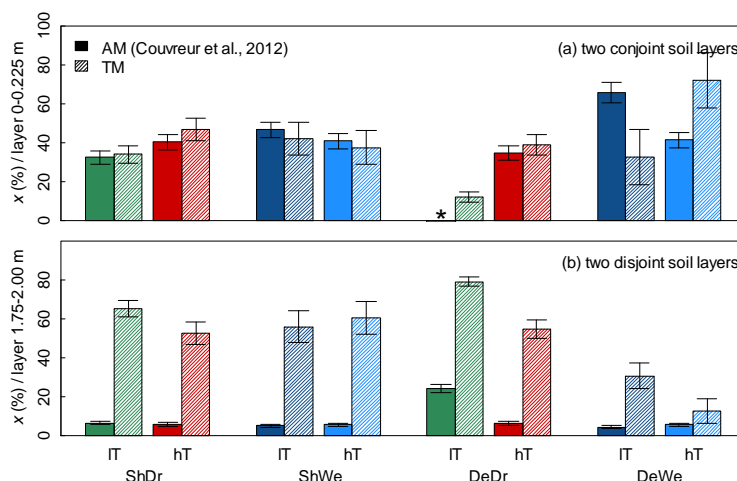 x (%) / layer 0-0.225 m
100
80
60
40
20
0
AM (Couvreur et al., 2012)
TM
(a) two conjoint soil layers
*
x (%) / layer 1.75-2.00 m
80
60
40
20
0
(b) two disjoint soil layers
lT hT lT hT lT hT lT hT
ShDr ShWe DeDr DeWe